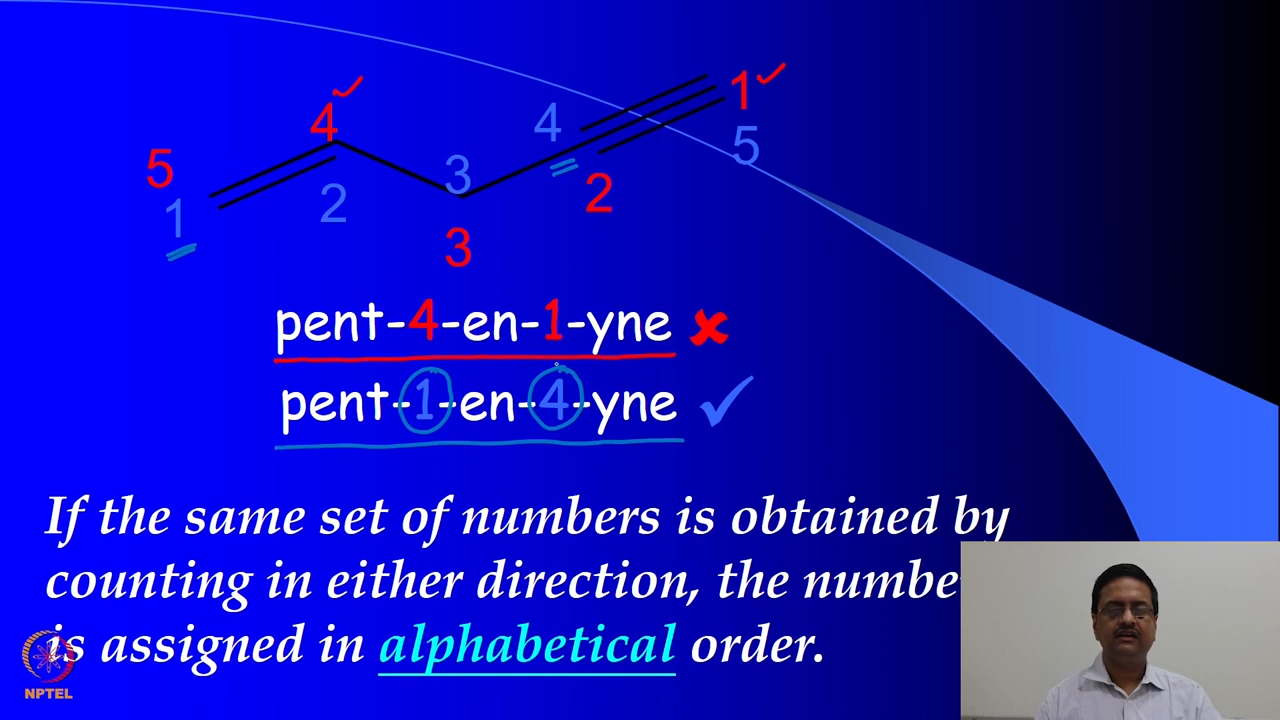 4
1
5
4
5
1
2
3
2
3
pent-4-en-1-yne
pent-1-en-4-yne
If the same set of numbers is obtained by
counting in either direction, the numbe
is assigned in alphabetical order.
NPTEL